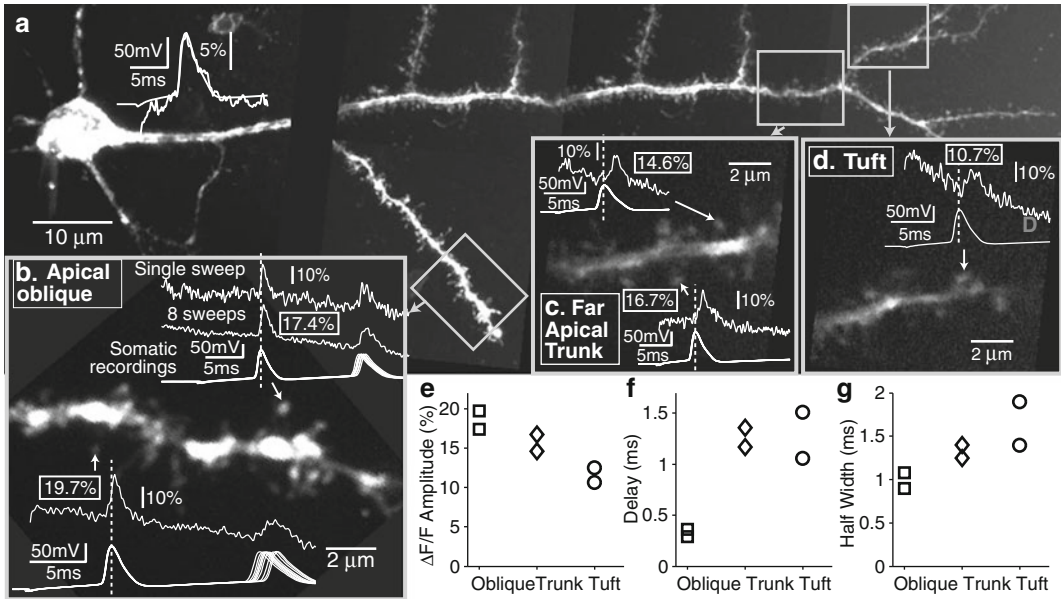 a
50mV
5%
5ms
10 μm
b. Apical
oblique
Single sweep
10%
8 sweeps
17.4%
Somatic
recordings
50mV
5ms
19.7%
10%
50mV
5ms
2 μm
10%
14.6%
50mV
5ms
2 μm
16.7%
10%
c. Far
Apical
Trunk
50mV
5ms
d. Tuft
10.7%
10%
50mV
5ms
D
2 μm
e
ΔF/F Amplitude (%)
20
15
10
5
0
Oblique Trunk Tuft
f
Delay (ms)
1.5
1
0.5
0
Oblique Trunk Tuft
g
Half Width (ms)
2
1.5
1
0.5
0
Oblique Trunk Tuft